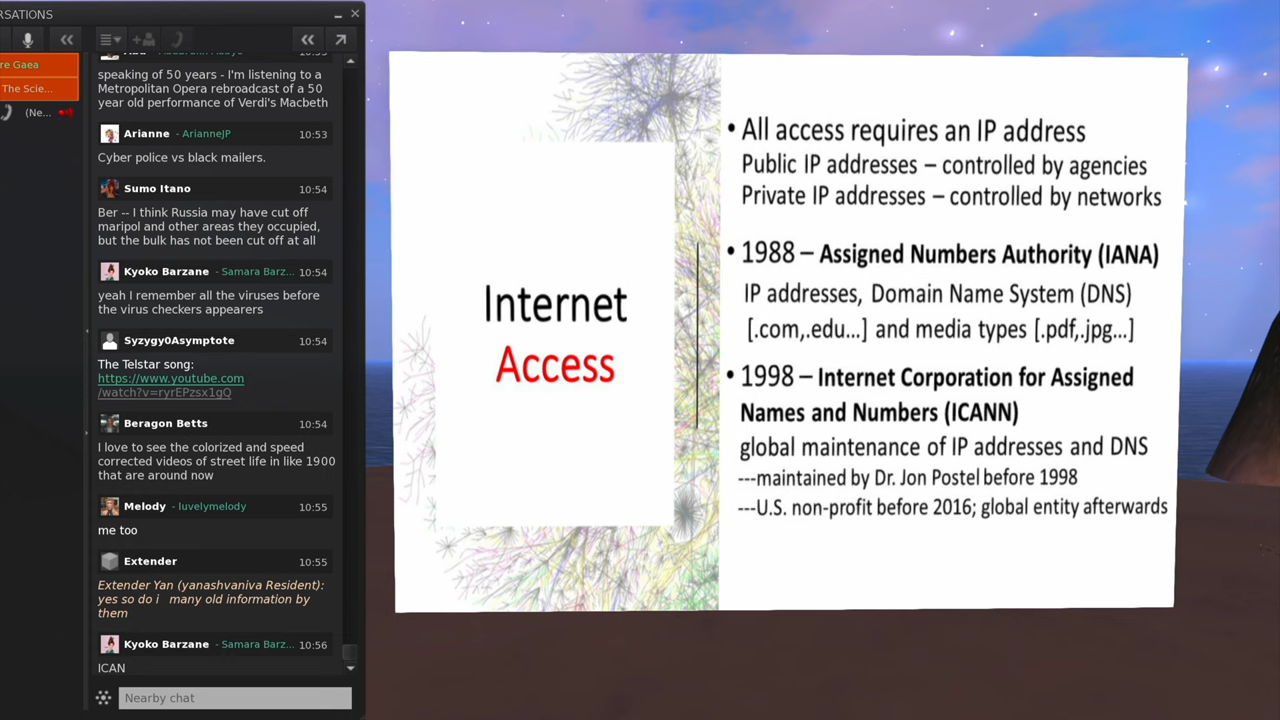 RSATIONS
re Gaea
The Scie...
(Ne...
10:53
speaking of 50 years - I'm listening to a
Metropolitan Opera rebroadcast of a 50
year old performance of Verdi's Macbeth
Arianne - ArianneJP 10:53
Cyber police vs black mailers.
Sumo Itano 10:54
Ber -- I think Russia may have cut off
maripol and other areas they occupied,
but the bulk has not been cut off at all
Kyoko Barzane - Samara Barz... 10:54
yeah I remember all the viruses before
the virus checkers appearers
Syzygy0Asymptote 10:54
The Telstar song:
https://www.youtube.com
/watch?v=ryrEPzsx1gQ
Beragon Betts 10:54
I love to see the colorized and speed
corrected videos of street life in like 1900
that are around now
Melody - luvelymelody 10:55
me too
Extender 10:55
Extender Yan (yanashvaniva Resident):
yes so do i many old information by
them
Kyoko Barzane - Samara Barz... 10:56
ICAN
Nearby chat
Internet
Access
• All access requires an IP address
Public IP addresses – controlled by agencies
Private IP addresses – controlled by networks
• 1988 – Assigned Numbers Authority (IANA)
IP addresses, Domain Name System (DNS)
[.com,.edu...] and media types [.pdf,.jpg...]
• 1998 – Internet Corporation for Assigned
Names and Numbers (ICANN)
global maintenance of IP addresses and DNS
---maintained by Dr. Jon Postel before 1998
---U.S. non-profit before 2016; global entity afterwards